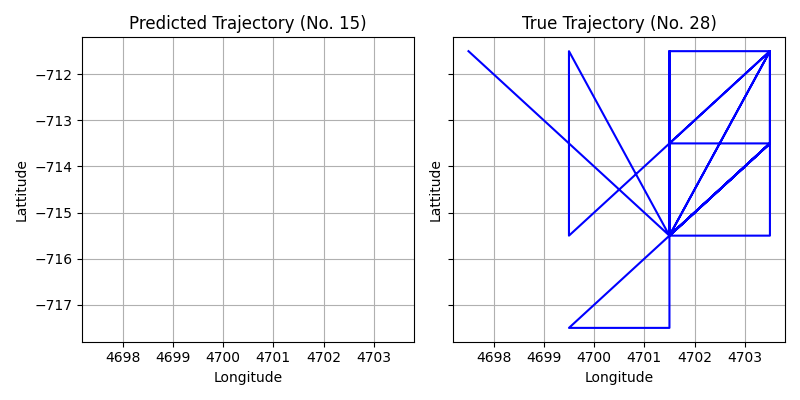 Predicted Trajectory (No. 15)
True Trajectory (No. 28)
Lattitude
−712
−713
−714
−715
−716
−717
4698 4699 4700 4701 4702 4703
Longitude
Lattitude
4698 4699 4700 4701 4702 4703
Longitude